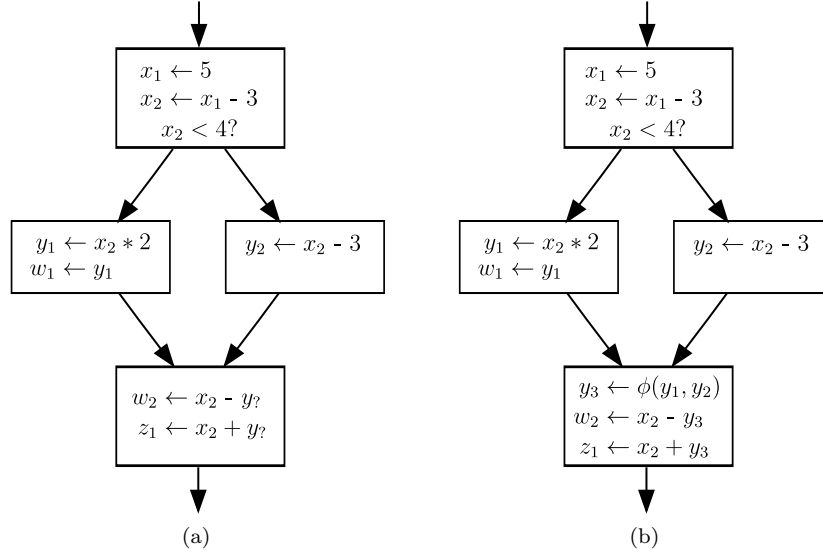 x₁ ← 5
x₂ ← x₁ - 3
x₂ < 4?
y₁ ← x₂ * 2
w₁ ← y₁
y₂ ← x₂ - 3
w₂ ← x₂ - y?
z₁ ← x₂ + y?
(a)
x₁ ← 5
x₂ ← x₁ - 3
x₂ < 4?
y₁ ← x₂ * 2
w₁ ← y₁
y₂ ← x₂ - 3
y₃ ← ϕ(y₁, y₂)
w₂ ← x₂ - y₃
z₁ ← x₂ + y₃
(b)